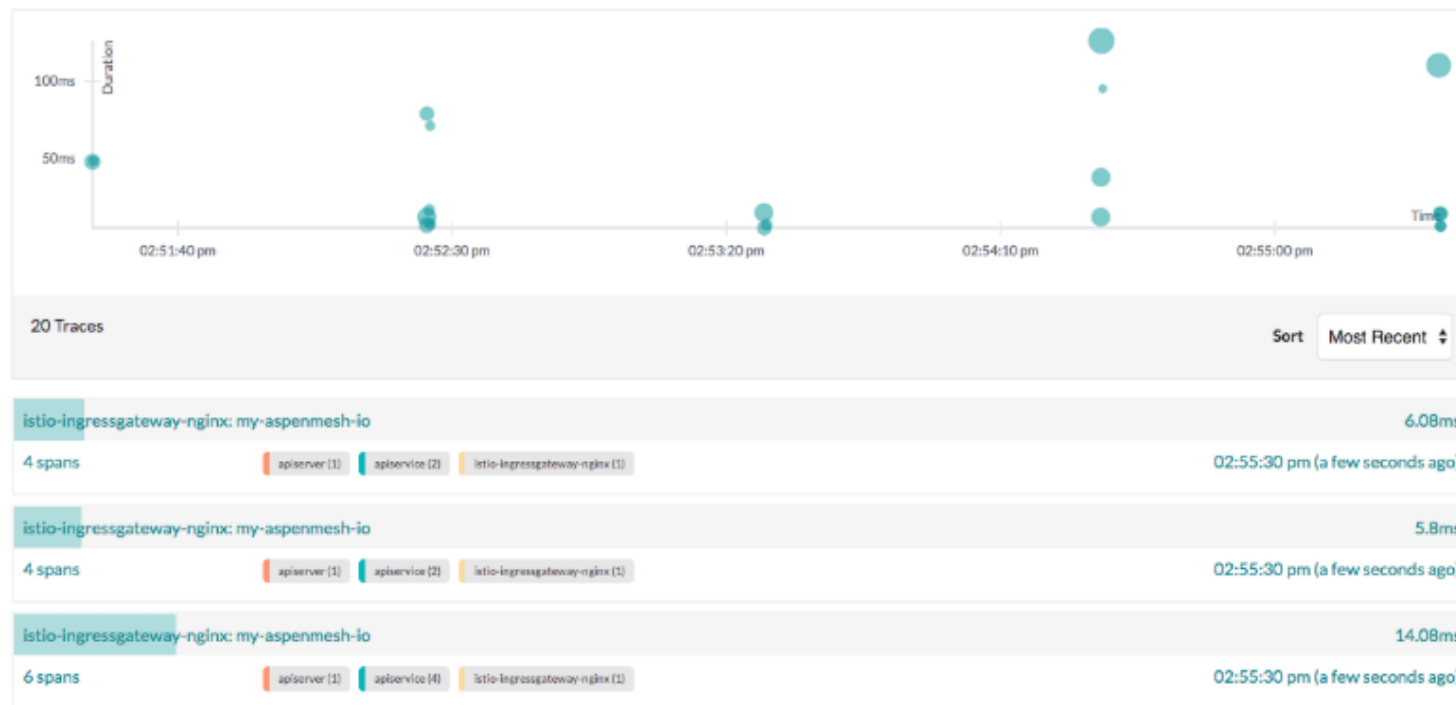 Duration
100ms
50ms
Time
02:51:40 pm 02:52:30 pm 02:53:20 pm 02:54:10 pm 02:55:00 pm
20 Traces Sort Most Recent
istio-ingressgateway-nginx: my-aspenmesh-io 6.08ms
4 spans apiserver (1) apiservice (2) istio-ingressgateway-nginx (1) 02:55:30 pm (a few seconds ago)
istio-ingressgateway-nginx: my-aspenmesh-io 5.8ms
4 spans apiserver (1) apiservice (2) istio-ingressgateway-nginx (1) 02:55:30 pm (a few seconds ago)
istio-ingressgateway-nginx: my-aspenmesh-io 14.08ms
6 spans apiserver (1) apiservice (4) istio-ingressgateway-nginx (1) 02:55:30 pm (a few seconds ago)